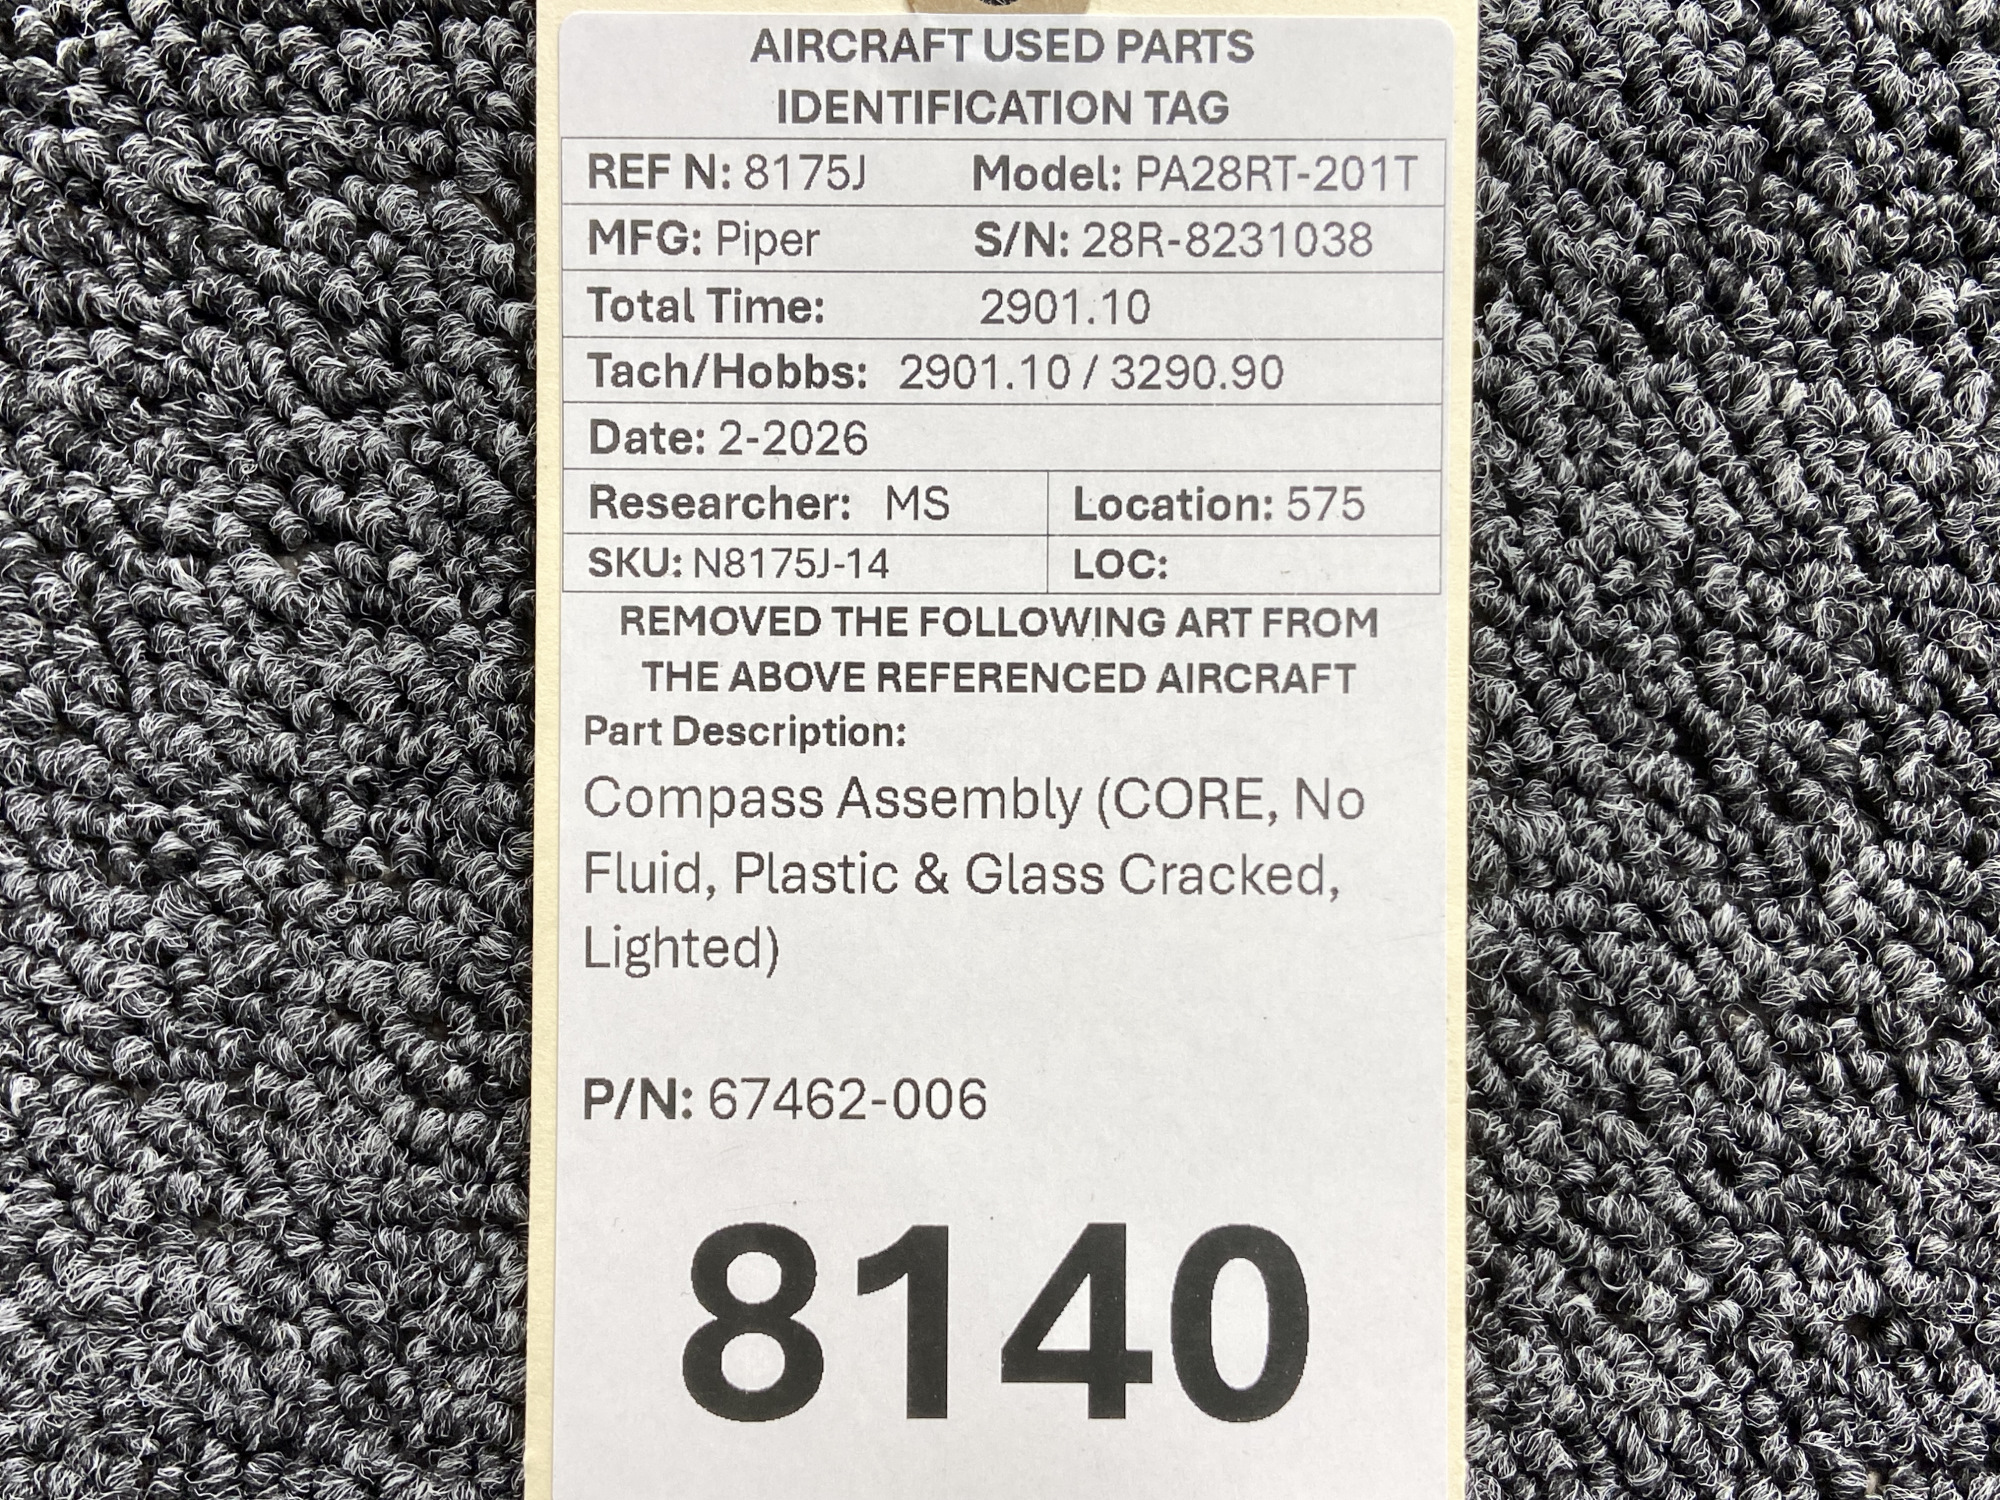 AIRCRAFT USED PARTS
IDENTIFICATION TAG
REF N: 8175J Model: PA28RT-201T
MFG: Piper S/N: 28R-8231038
Total Time: 2901.10
Tach/Hobbs: 2901.10 / 3290.90
Date: 2-2026
Researcher: MS Location: 575
SKU: N8175J-14 LOC:
REMOVED THE FOLLOWING ART FROM
THE ABOVE REFERENCED AIRCRAFT
Part Description:
Compass Assembly (CORE, No
Fluid, Plastic & Glass Cracked,
Lighted)
P/N: 67462-006
8140